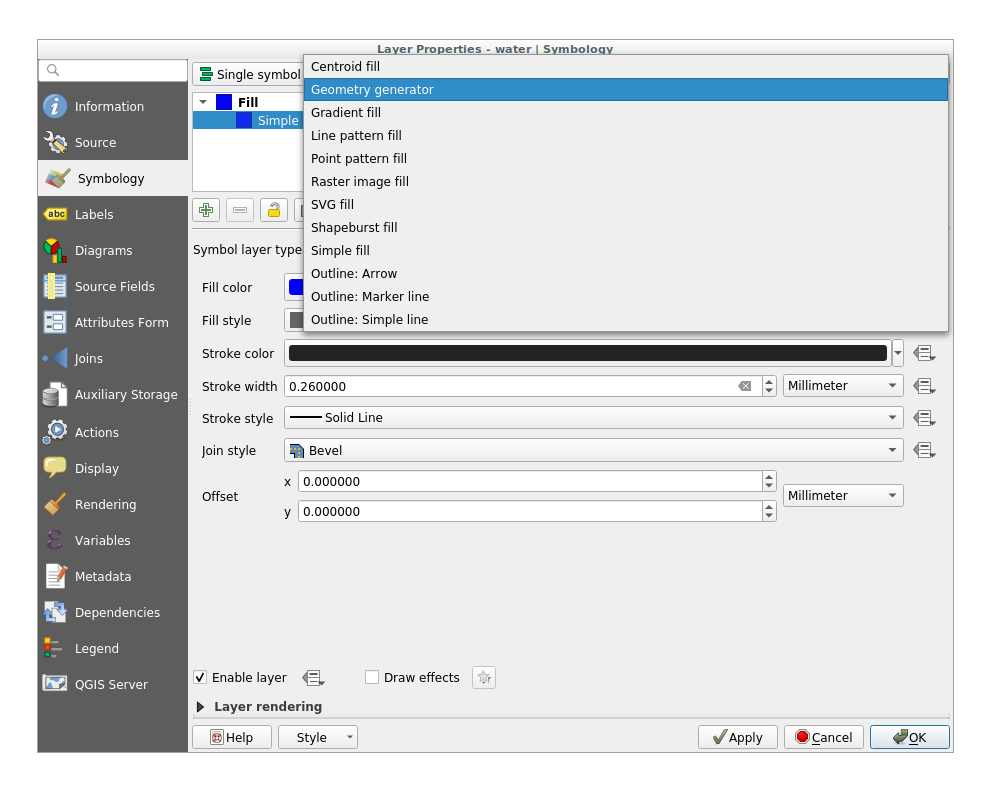 Layer Properties - water | Symbology
Single symbol
Centroid fill
Geometry generator
Gradient fill
Line pattern fill
Point pattern fill
Raster image fill
SVG fill
Shapeburst fill
Simple fill
Outline: Arrow
Outline: Marker line
Outline: Simple line
Information
Source
Symbology
abc Labels
Diagrams
Source Fields
Attributes Form
Joins
Auxiliary Storage
Actions
Display
Rendering
Variables
Metadata
Dependencies
Legend
QGIS Server
Fill
Simple
Symbol layer type
Fill color
Fill style
Stroke color
Stroke width 0.260000 Millimeter
Stroke style Solid Line
Join style Bevel
Offset
x 0.000000
y 0.000000
Millimeter
Enable layer Draw effects
Layer rendering
Help Style Apply Cancel OK